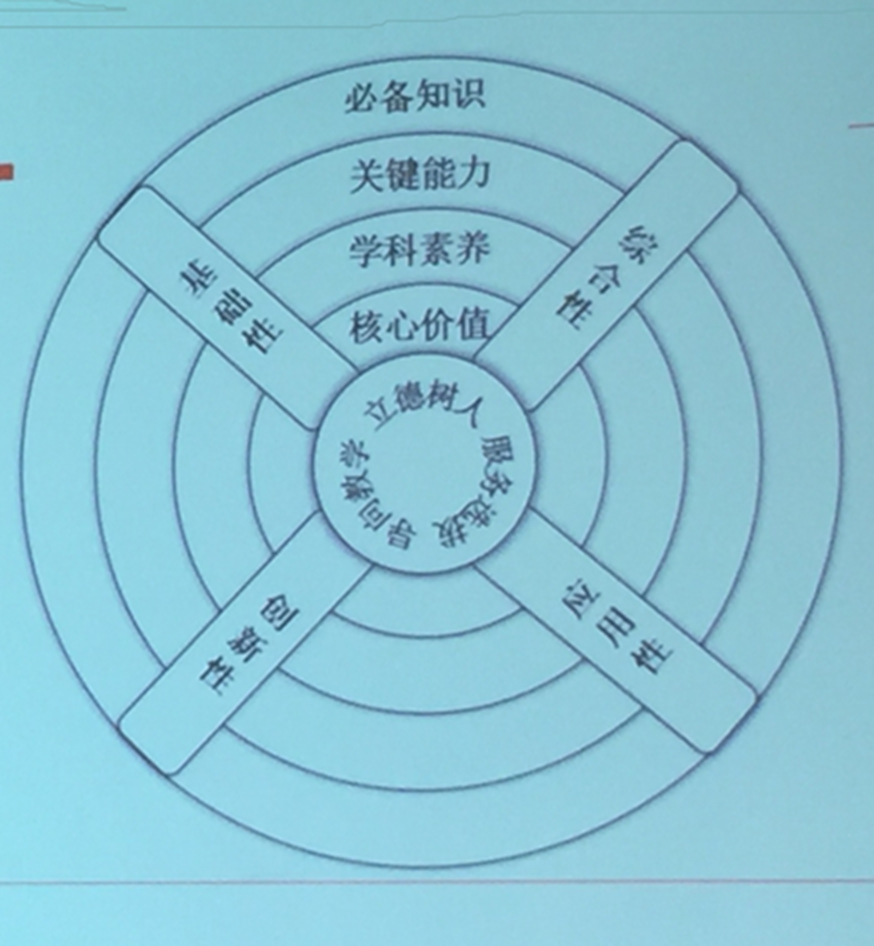 必备知识
关键能力
学科素养
核心价值
基础性
综合性
立德树人
服务选拔
导向教学
创新性
应用性